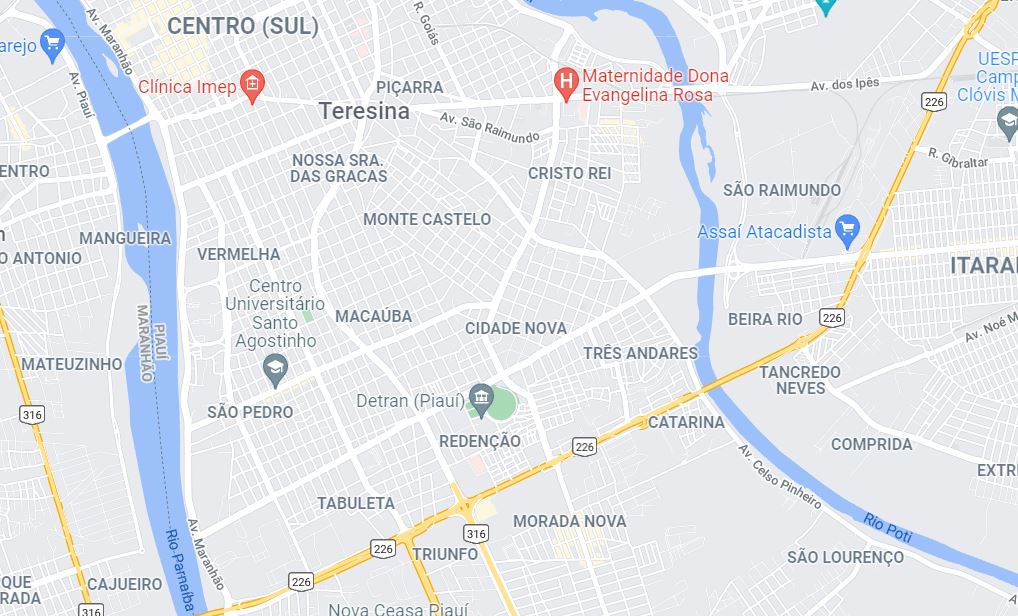 CENTRO (SUL)
R. Goiás
Av. Maranhão
arejo
Av. Piauí
Clínica Imep
PIÇARRA
Maternidade Dona
Evangelina Rosa
Av. dos Ipês
UESP
Camp
Clóvis M
226
Teresina
Av. São Raimundo
R. Gibraltar
NOSSA SRA.
DAS GRACAS
CRISTO REI
ENTRO
SÃO RAIMUNDO
MONTE CASTELO
Assaí Atacadista
MANGUEIRA
O ANTONIO
VERMELHA
ITARA
Centro
Universitário
Santo
Agostinho
MACAÚBA
CIDADE NOVA
BEIRA RIO
226
Av. Noé M
PIAUÍ
MARANHÃO
MATEUZINHO
TRÊS ANDARES
TANCREDO
NEVES
316
SÃO PEDRO
Detran (Piauí)
CATARINA
REDENÇÃO
226
COMPRIDA
Av. Celso Pinheiro
EXTR
TABULETA
316
MORADA NOVA
Rio Poti
226
TRIUNFO
SÃO LOURENÇO
Av. Maranhão
Rio Parnaíba
QUE
RADA
CAJUEIRO
226
316
Nova Ceasa Piauí